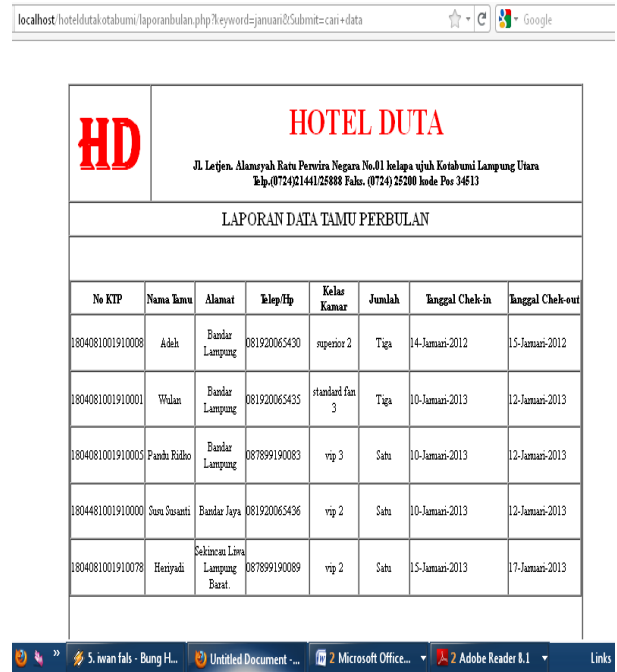 localhost/hoteldutakotabumi/laporanbulan.php?keyword=januari&Submit=cari+data
Google
HD
HOTEL DUTA
Jl. Letjen. Alamsyah Ratu Perwira Negara No.01 kelapa ujuh Kotabumi Lampung Utara
Telp.(0724)21441/25888 Faks. (0724) 25200 kode Pos 34513
LAPORAN DATA TAMU PERBULAN
No KTP Nama Tamu Alamat Telep/Hp Kelas Kamar Jumlah Tanggal Chek-in Tanggal Chek-out
1804081001910008 Adeh Bandar Lampung 081920065430 superior 2 Tiga 14-Januari-2012 15-Januari-2012
1804081001910001 Wulan Bandar Lampung 081920065435 standard fan 3 Tiga 10-Januari-2013 12-Januari-2013
1804081001910005 Pandu Ridho Bandar Lampung 087899190083 vip 3 Satu 10-Januari-2013 12-Januari-2013
1804481001910000 Susu Susanti Bandar Jaya 081920065436 vip 2 Satu 10-Januari-2013 12-Januari-2013
1804081001910078 Heriyadi Sekincau Liwa Lampung Barat. 087899190089 vip 2 Satu 15-Januari-2013 17-Januari-2013
» 5. iwan fals - Bung H... Untitled Document -... 2 Microsoft Office... 2 Adobe Reader 8.1 Links